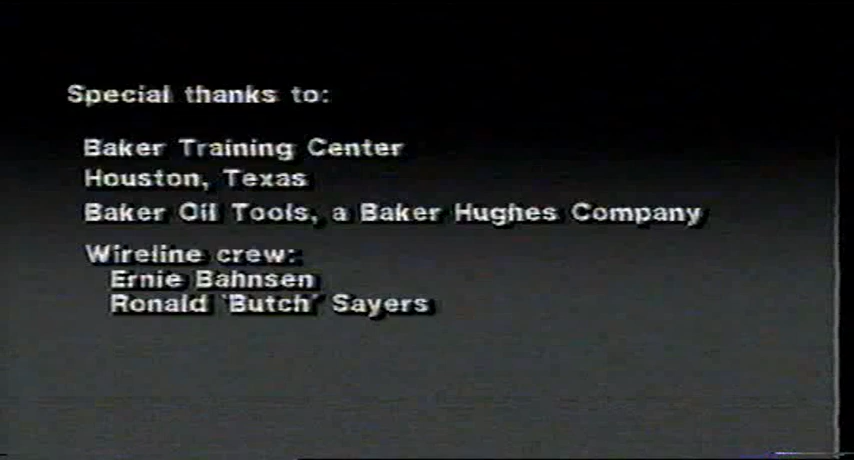 Special thanks to:
Baker Training Center
Houston, Texas
Baker Oil Tools, a Baker Hughes Company
Wireline crew:
Ernie Bahnsen
Ronald 'Butch' Sayers